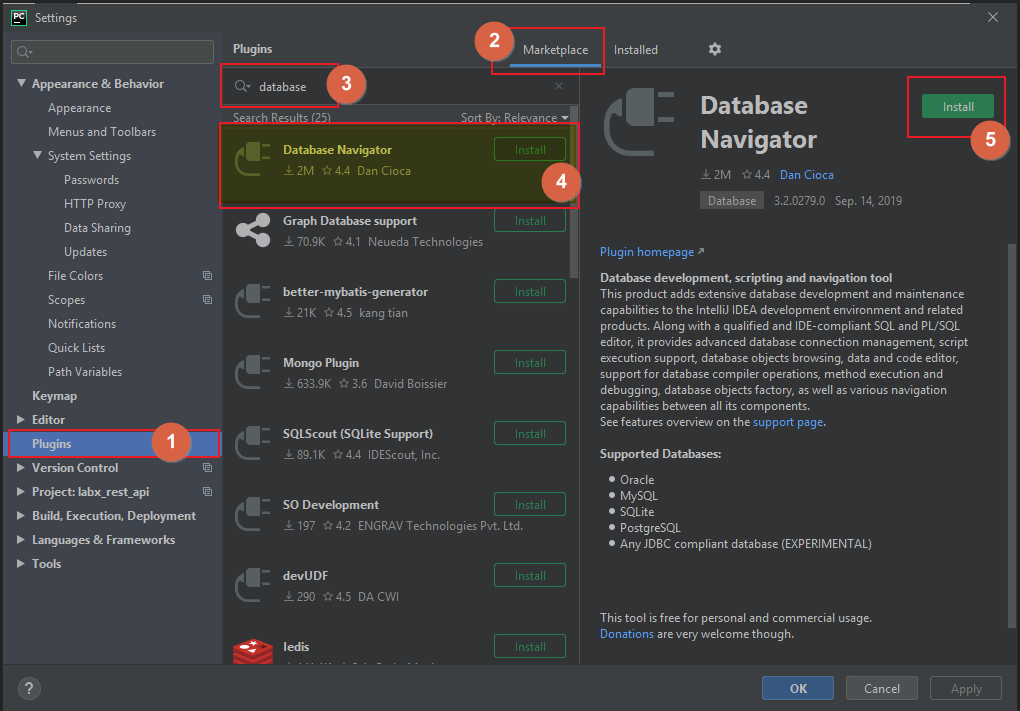 PC Settings
Appearance & Behavior
Appearance
Menus and Toolbars
System Settings
Passwords
HTTP Proxy
Data Sharing
Updates
File Colors
Scopes
Notifications
Quick Lists
Path Variables
Keymap
Editor
Plugins 1
Version Control
Project: labx_rest_api
Build, Execution, Deployment
Languages & Frameworks
Tools
Plugins
2 Marketplace Installed
database 3
Search Results (25) Sort By: Relevance
Database Navigator Install
2M 4.4 Dan Cioca 4
Graph Database support Install
70.9K 4.1 Neueda Technologies
better-mybatis-generator Install
21K 4.5 kang tian
Mongo Plugin Install
633.9K 3.6 David Boissier
SQLScout (SQLite Support) Install
89.1K 4.4 IDEScout, Inc.
SO Development Install
197 4.2 ENGRAV Technologies Pvt. Ltd.
devUDF Install
290 4.5 DA CWI
Iedis Install
Database
Navigator
Install
5
2M 4.4 Dan Cioca
Database 3.2.0279.0 Sep. 14, 2019
Plugin homepage
Database development, scripting and navigation tool
This product adds extensive database development and maintenance
capabilities to the IntelliJ IDEA development environment and related
products. Along with a qualified and IDE-compliant SQL and PL/SQL
editor, it provides advanced database connection management, script
execution support, database objects browsing, data and code editor,
support for database compiler operations, method execution and
debugging, database objects factory, as well as various navigation
capabilities between all its components.
See features overview on the support page.
Supported Databases:
Oracle
MySQL
SQLite
PostgreSQL
Any JDBC compliant database (EXPERIMENTAL)
This tool is free for personal and commercial usage.
Donations are very welcome though.
? OK Cancel Apply